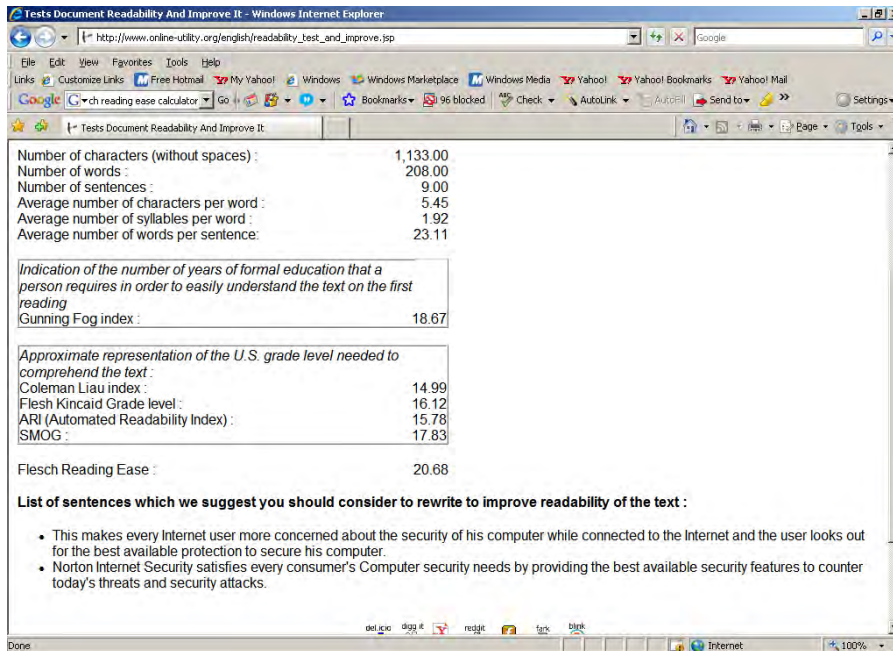 Tests Document Readability And Improve It - Windows Internet Explorer
http://www.online-utility.org/english/readability_test_and_improve.jsp
Google
File Edit View Favorites Tools Help
Links Customize Links Free Hotmail My Yahoo! Windows Windows Marketplace Windows Media Yahoo! Yahoo! Bookmarks Yahoo! Mail
Google ch reading ease calculator Go Bookmarks 96 blocked Check AutoLink AutoFill Send to Settings
Tests Document Readability And Improve It Page Tools
Number of characters (without spaces) : 1,133.00
Number of words : 208.00
Number of sentences : 9.00
Average number of characters per word : 5.45
Average number of syllables per word : 1.92
Average number of words per sentence: 23.11
Indication of the number of years of formal education that a
person requires in order to easily understand the text on the first
reading
Gunning Fog index : 18.67
Approximate representation of the U.S. grade level needed to
comprehend the text :
Coleman Liau index : 14.99
Flesh Kincaid Grade level : 16.12
ARI (Automated Readability Index) : 15.78
SMOG : 17.83
Flesch Reading Ease : 20.68
List of sentences which we suggest you should consider to rewrite to improve readability of the text :
• This makes every Internet user more concerned about the security of his computer while connected to the Internet and the user looks out
for the best available protection to secure his computer.
• Norton Internet Security satisfies every consumer's Computer security needs by providing the best available security features to counter
today's threats and security attacks.
del.icio digg it reddit fark blink
Done Internet 100%